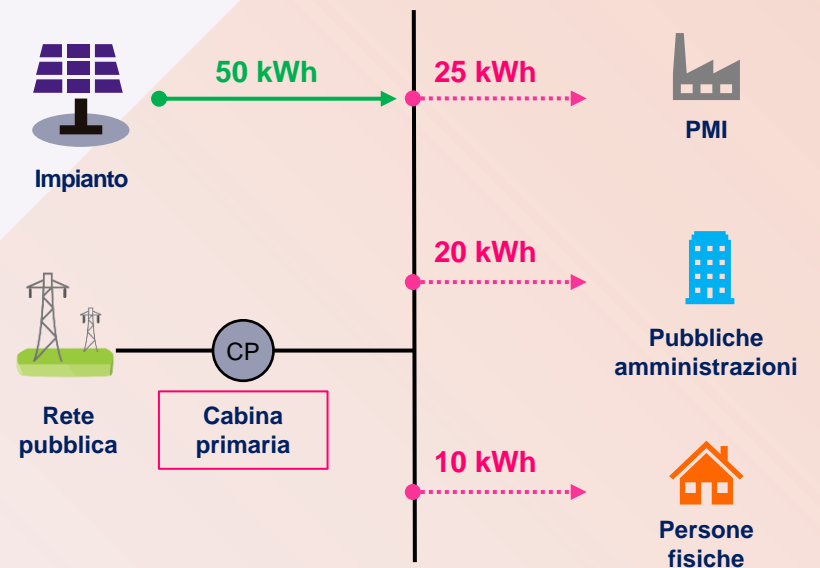 50 kWh
25 kWh
Impianto
PMI
20 kWh
Pubbliche
amministrazioni
CP
Rete
pubblica
Cabina
primaria
10 kWh
Persone
fisiche